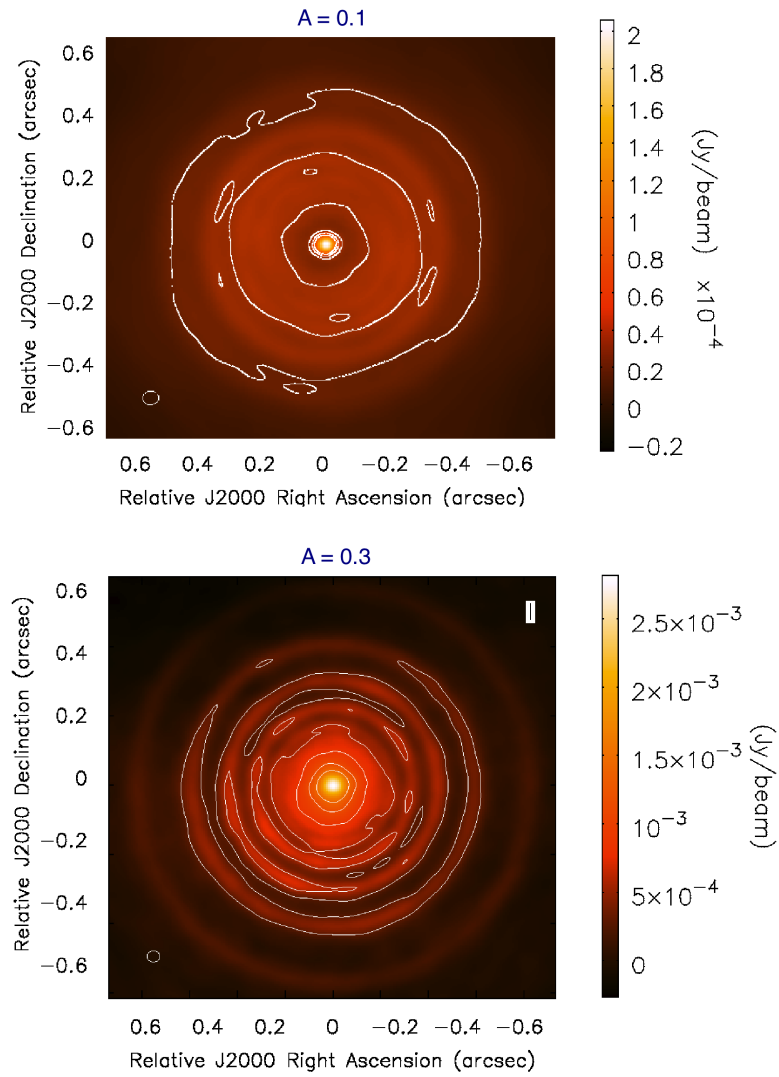 A = 0.1
0.6
0.4
0.2
0
−0.2
−0.4
−0.6
Relative J2000 Declination (arcsec)
0.6 0.4 0.2 0 −0.2 −0.4 −0.6
Relative J2000 Right Ascension (arcsec)
2
1.8
1.6
1.4
1.2
1
0.8
0.6
0.4
0.2
0
−0.2
(Jy/beam) ×10−4
A = 0.3
0.6
0.4
0.2
0
−0.2
−0.4
−0.6
Relative J2000 Declination (arcsec)
I
0.6 0.4 0.2 0 −0.2 −0.4 −0.6
Relative J2000 Right Ascension (arcsec)
2.5×10−3
2×10−3
1.5×10−3
10−3
5×10−4
0
(Jy/beam)